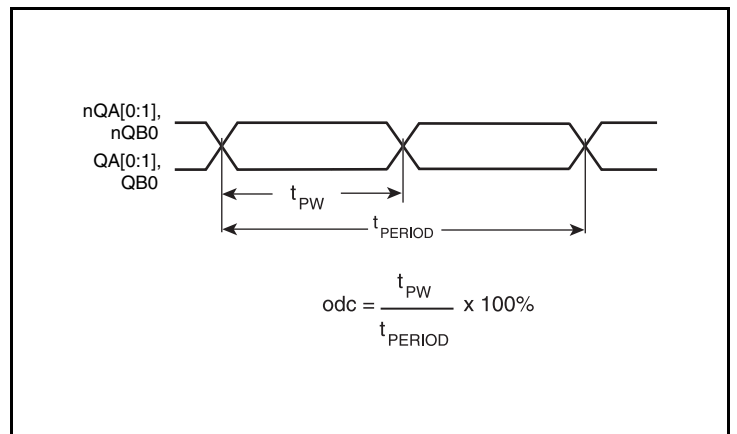 nQA[0:1],
nQB0
QA[0:1],
QB0
tPW
tPERIOD
odc = tPW / tPERIOD x 100%